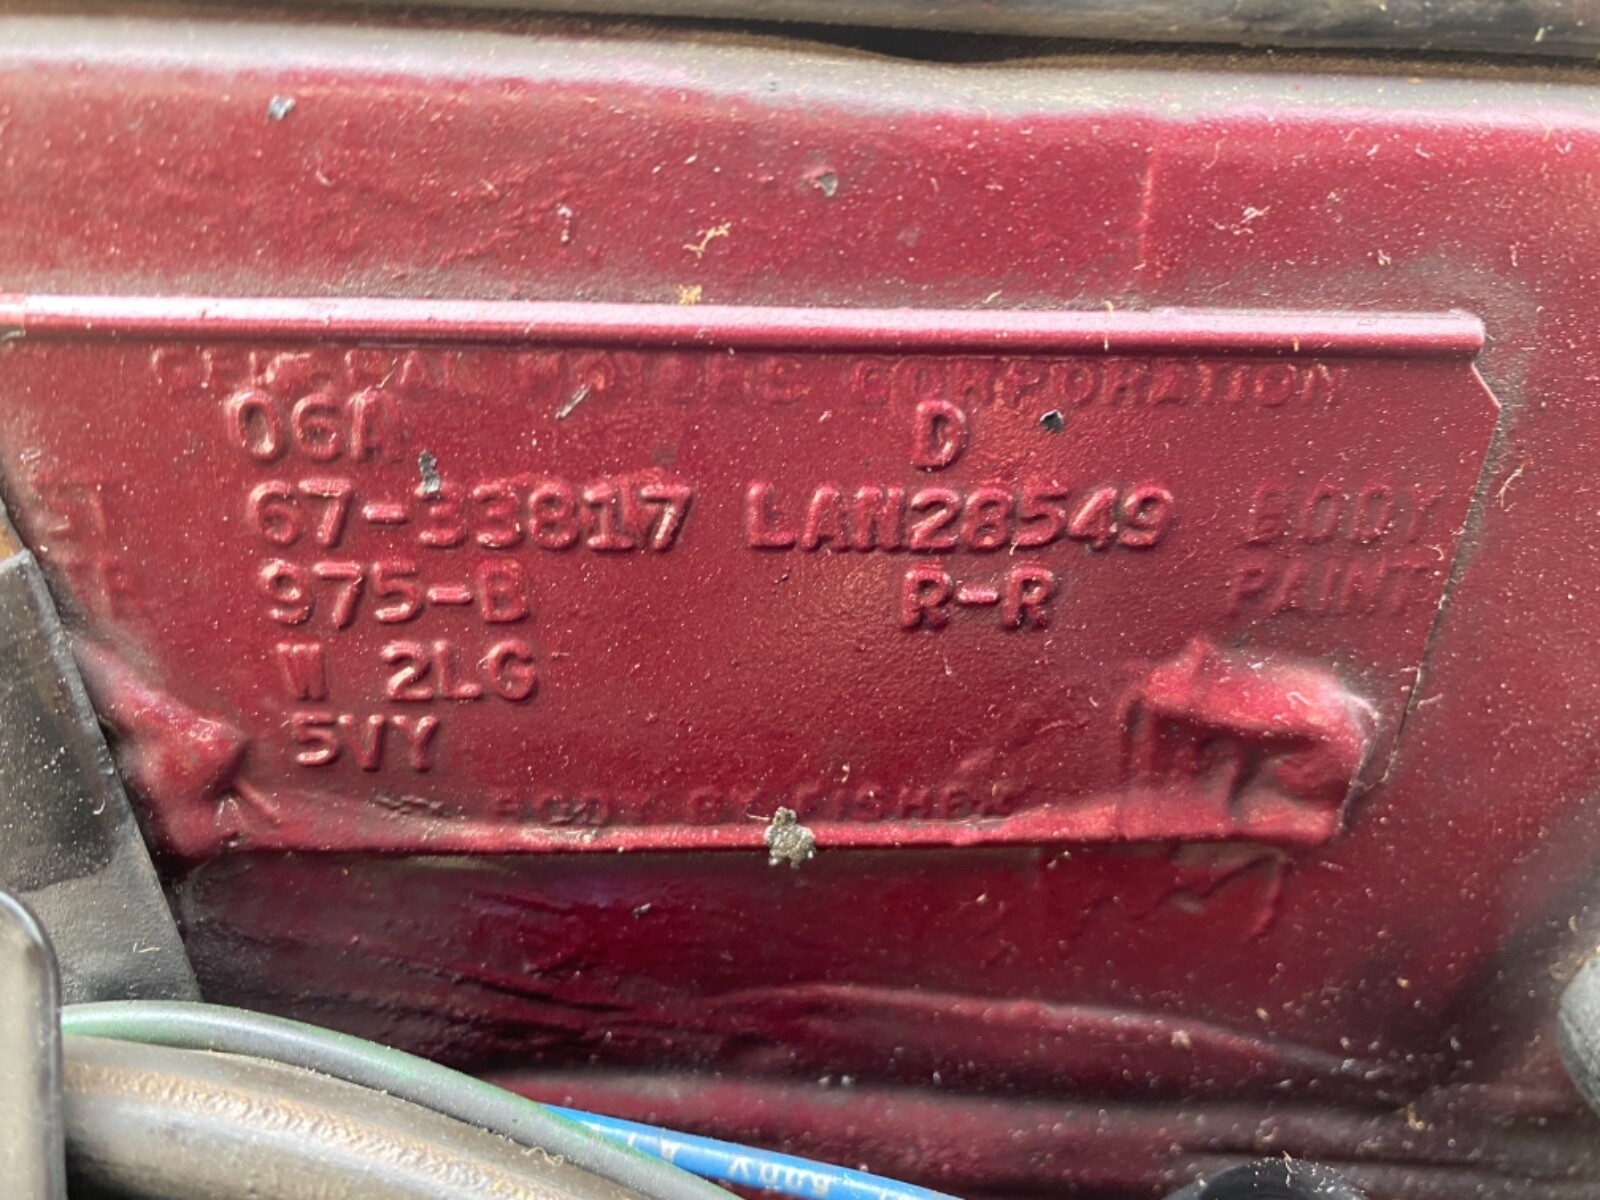 GENERAL MOTORS CORPORATION
06A D
67-33817 LAN28549 BODY
975-B R-R PAINT
W 2LG
5VY
BODY BY FISHER